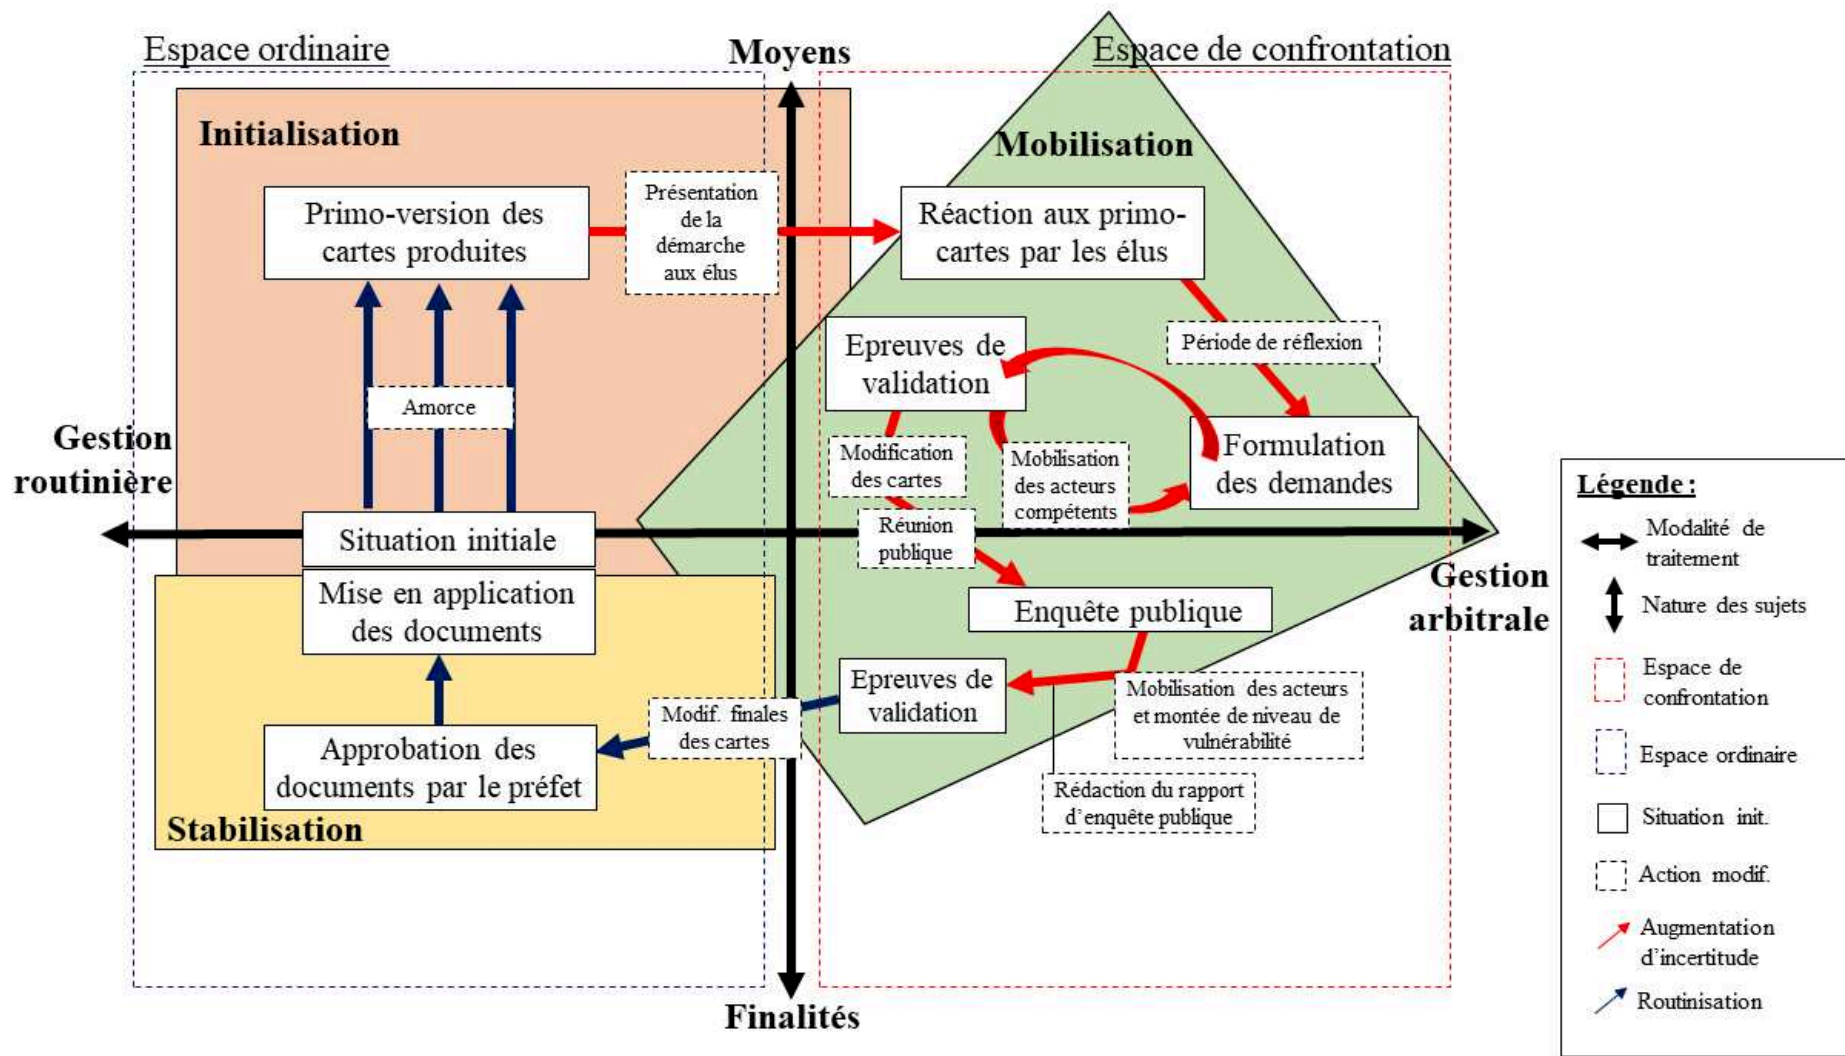 Espace ordinaire
Moyens
Espace de confrontation
Initialisation
Mobilisation
Primo-version des
cartes produites
Présentation
de la
démarche
aux élus
Réaction aux primo-
cartes par les élus
Période de réflexion
Epreuves de
validation
Amorce
Formulation
des demandes
Modification
des cartes
Mobilisation
des acteurs
compétents
Gestion
routinière
Réunion
publique
Situation initiale
Gestion
arbitrale
Mise en application
des documents
Enquête publique
Epreuves de
validation
Mobilisation des acteurs
et montée de niveau de
vulnérabilité
Modif. finales
des cartes
Approbation des
documents par le préfet
Rédaction du rapport
d’enquête publique
Stabilisation
Finalités
Légende :
Modalité de
traitement
Nature des sujets
Espace de
confrontation
Espace ordinaire
Situation init.
Action modif.
Augmentation
d’incertitude
Routinisation